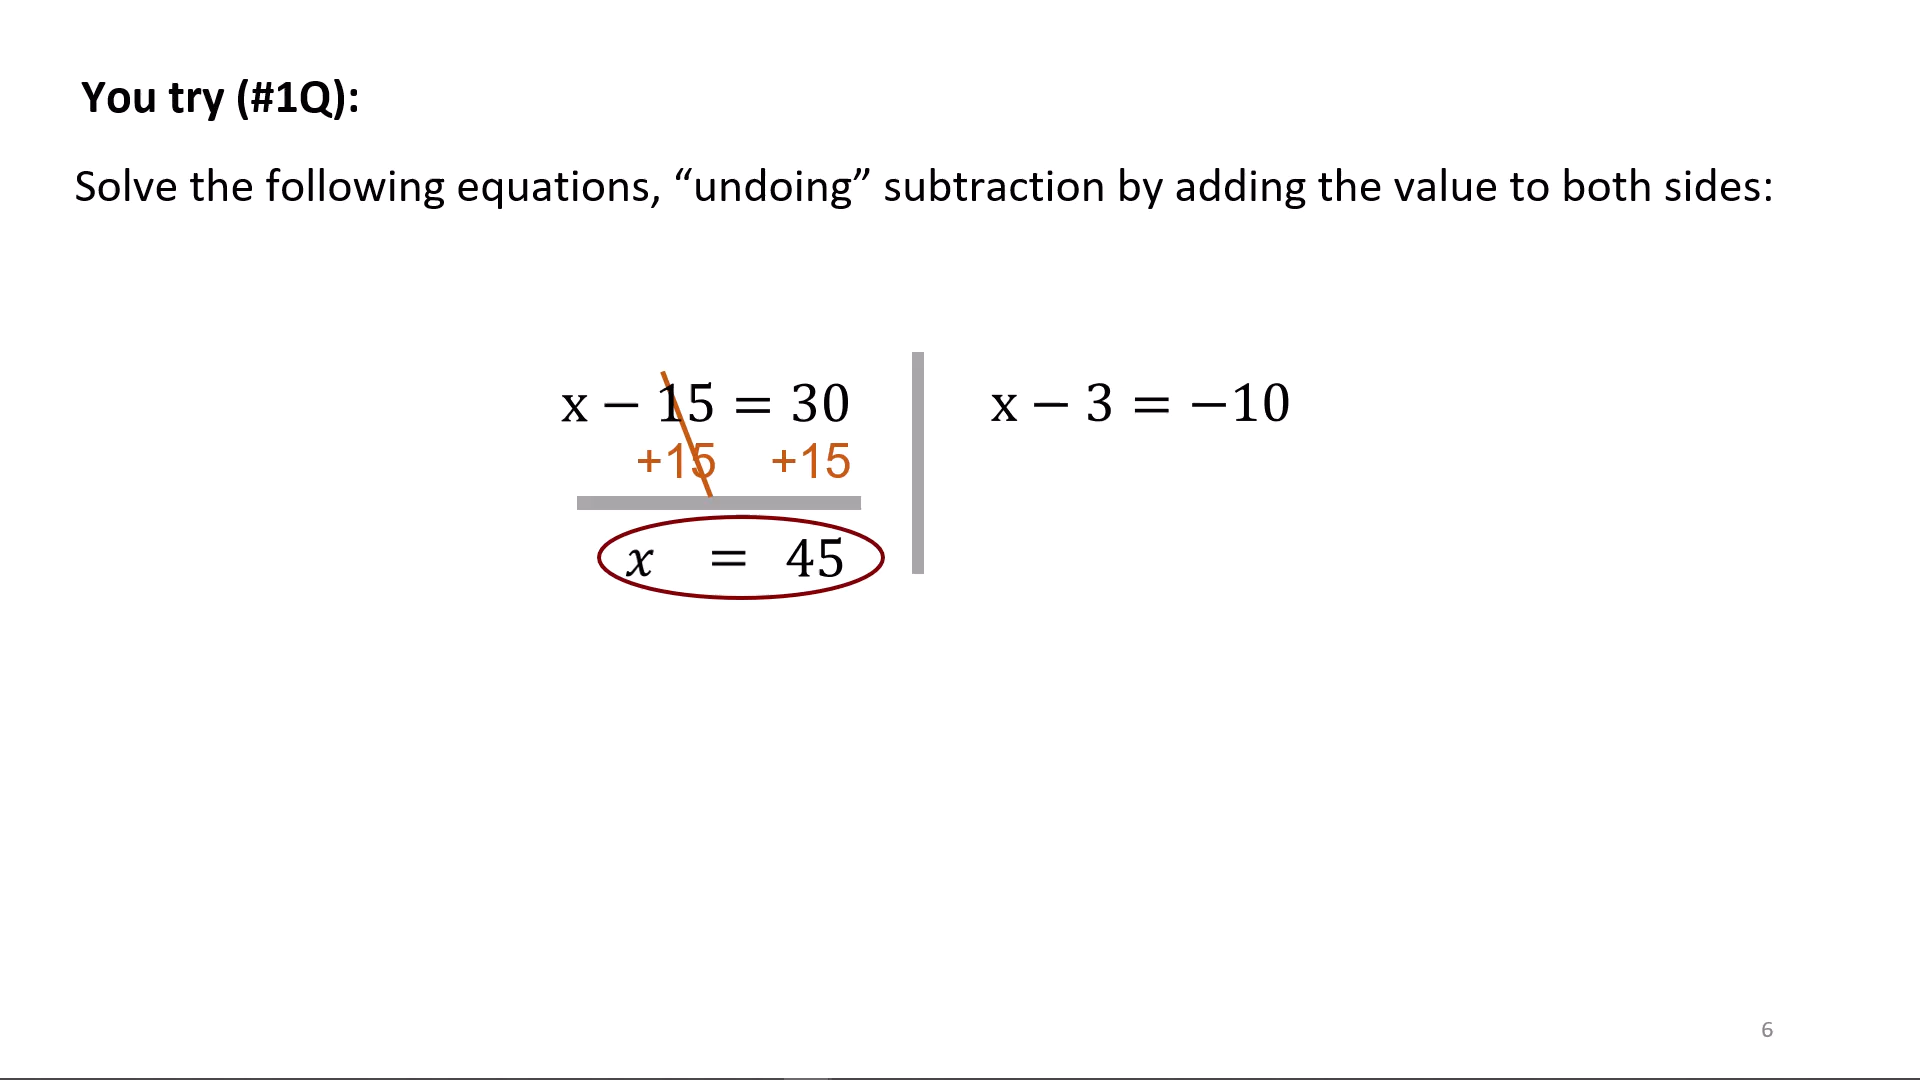 You try (#1Q):
Solve the following equations, “undoing” subtraction by adding the value to both sides:
x − 15 = 30
+15 +15
x = 45
x − 3 = −10
6